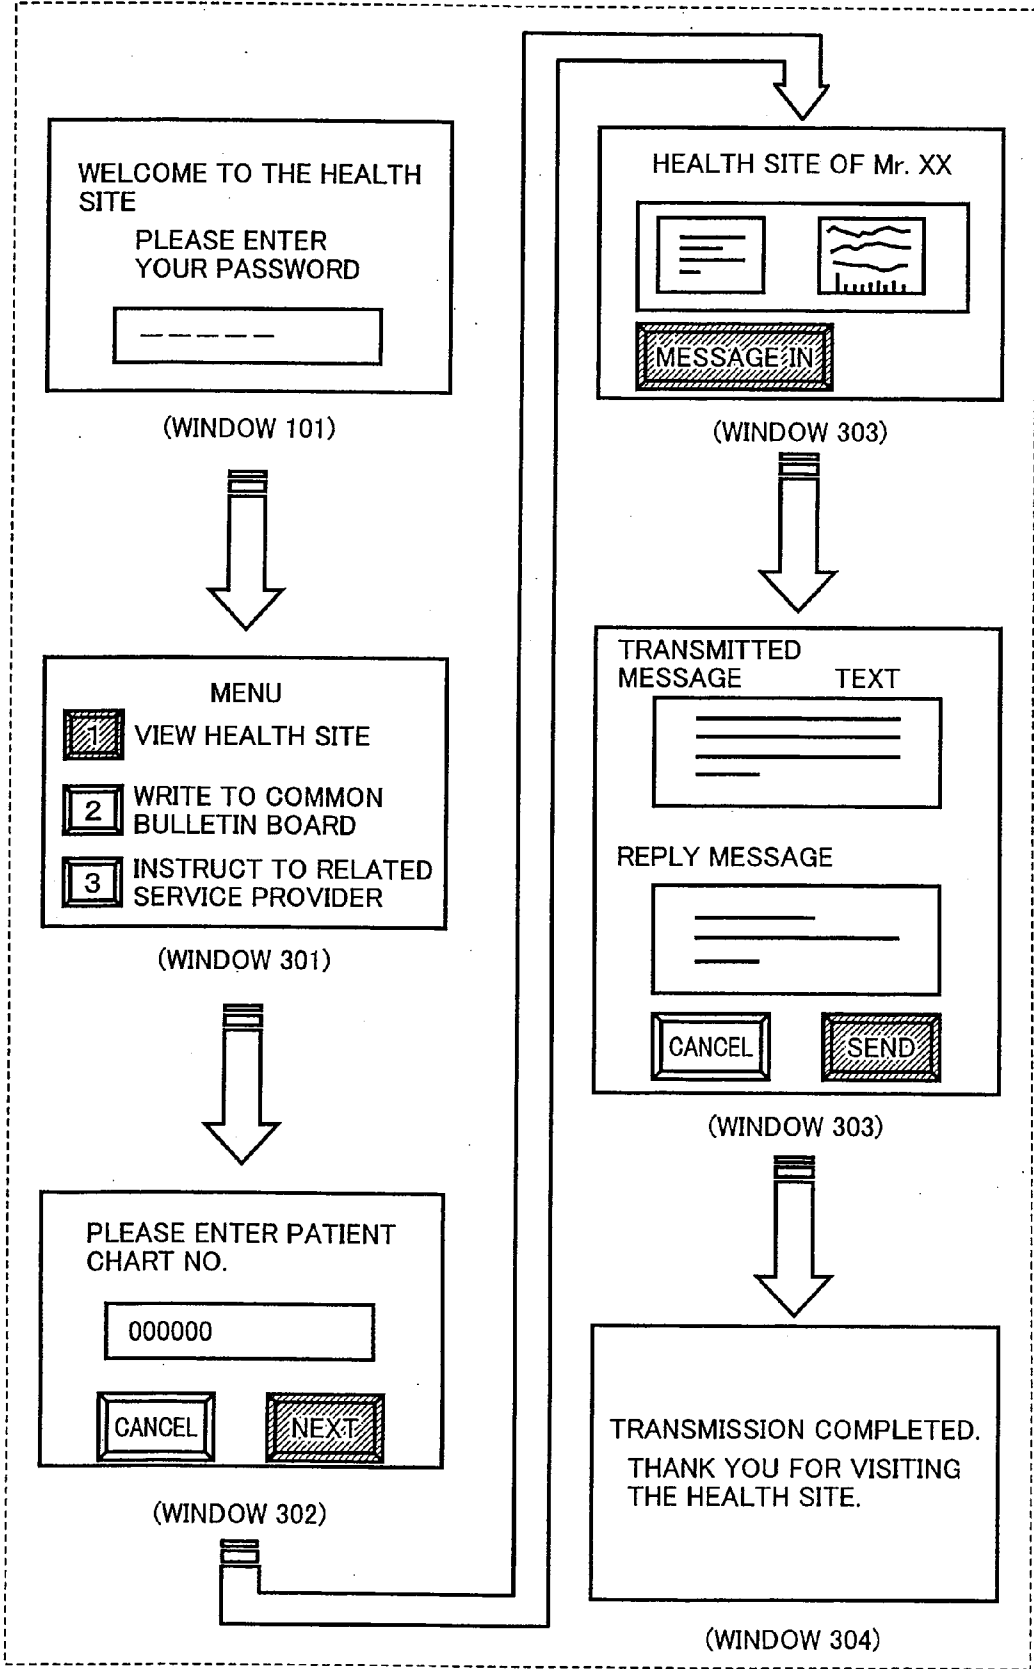 WELCOME TO THE HEALTH
SITE
PLEASE ENTER
YOUR PASSWORD
(WINDOW 101)
MENU
1 VIEW HEALTH SITE
2 WRITE TO COMMON
BULLETIN BOARD
3 INSTRUCT TO RELATED
SERVICE PROVIDER
(WINDOW 301)
PLEASE ENTER PATIENT
CHART NO.
000000
CANCEL NEXT
(WINDOW 302)
HEALTH SITE OF Mr. XX
MESSAGE IN
(WINDOW 303)
TRANSMITTED
MESSAGE TEXT
REPLY MESSAGE
CANCEL SEND
(WINDOW 303)
TRANSMISSION COMPLETED.
THANK YOU FOR VISITING
THE HEALTH SITE.
(WINDOW 304)